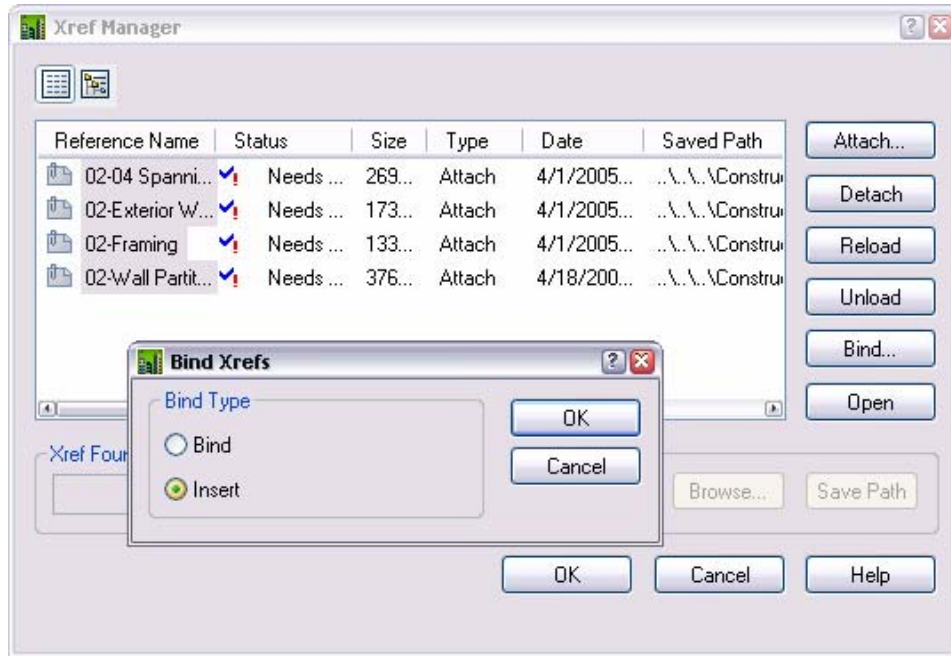 Xref Manager
Reference Name Status Size Type Date Saved Path
02-04 Spanni... Needs ... 269... Attach 4/1/2005... ..\..\..\Constru
02-Exterior W... Needs ... 173... Attach 4/1/2005... ..\..\..\Constru
02-Framing Needs ... 133... Attach 4/1/2005... ..\..\..\Constru
02-Wall Partit... Needs ... 376... Attach 4/18/200... ..\..\..\Constru
Attach...
Detach
Reload
Unload
Bind...
Open
Bind Xrefs
Bind Type
Bind
Insert
OK
Cancel
Xref Four
Browse...
Save Path
OK
Cancel
Help